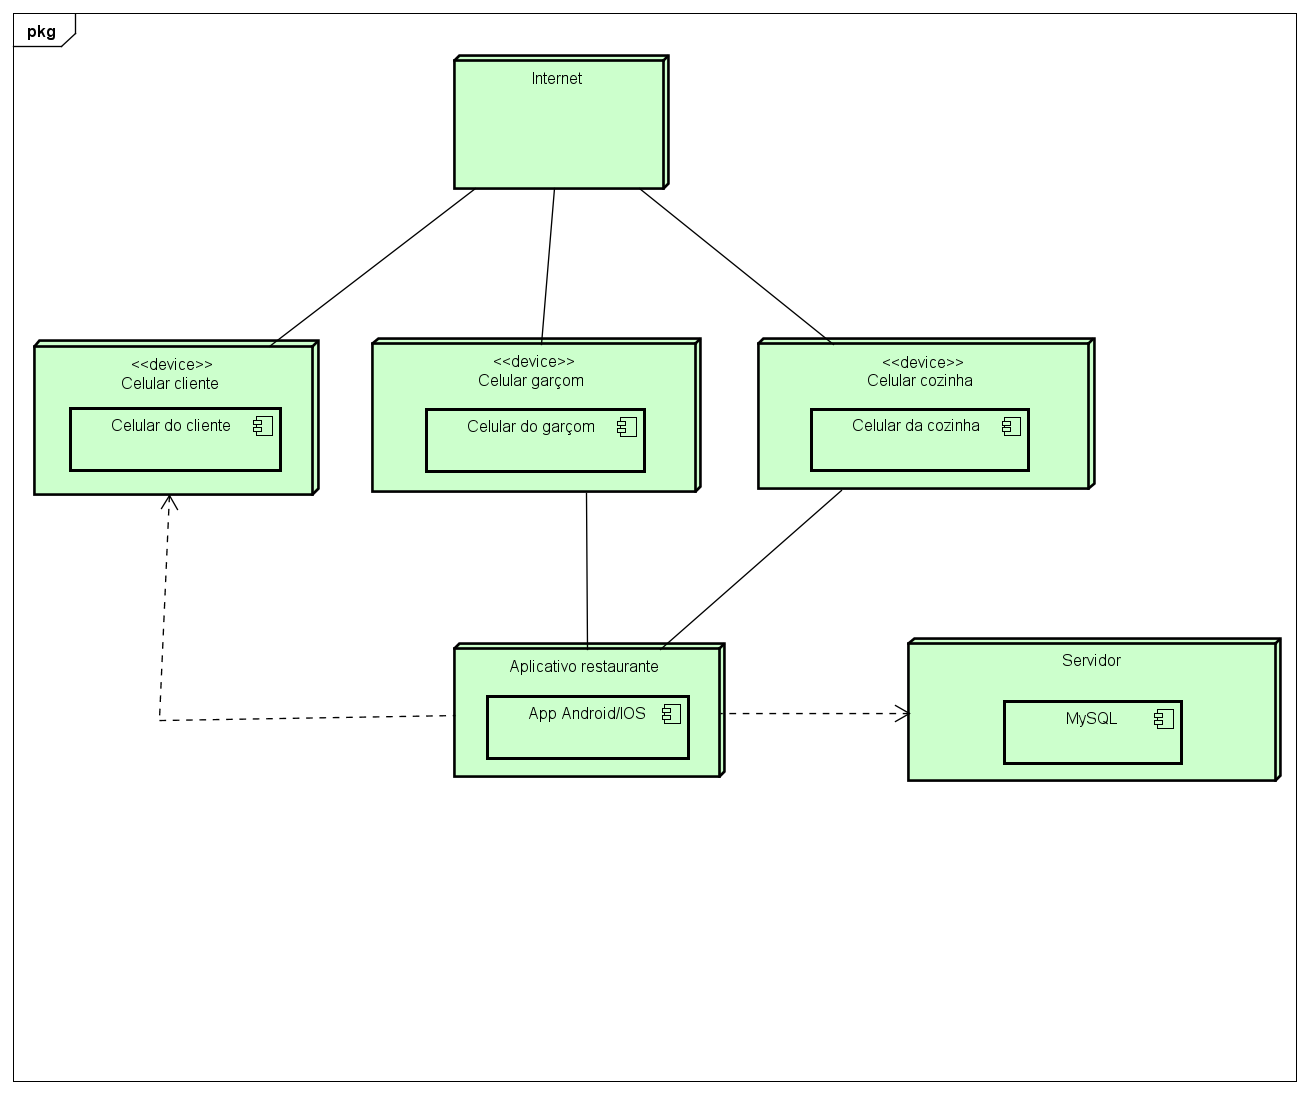 pkg
Internet
<<device>>
Celular cliente
Celular do cliente
<<device>>
Celular garçom
Celular do garçom
<<device>>
Celular cozinha
Celular da cozinha
Aplicativo restaurante
App Android/IOS
Servidor
MySQL